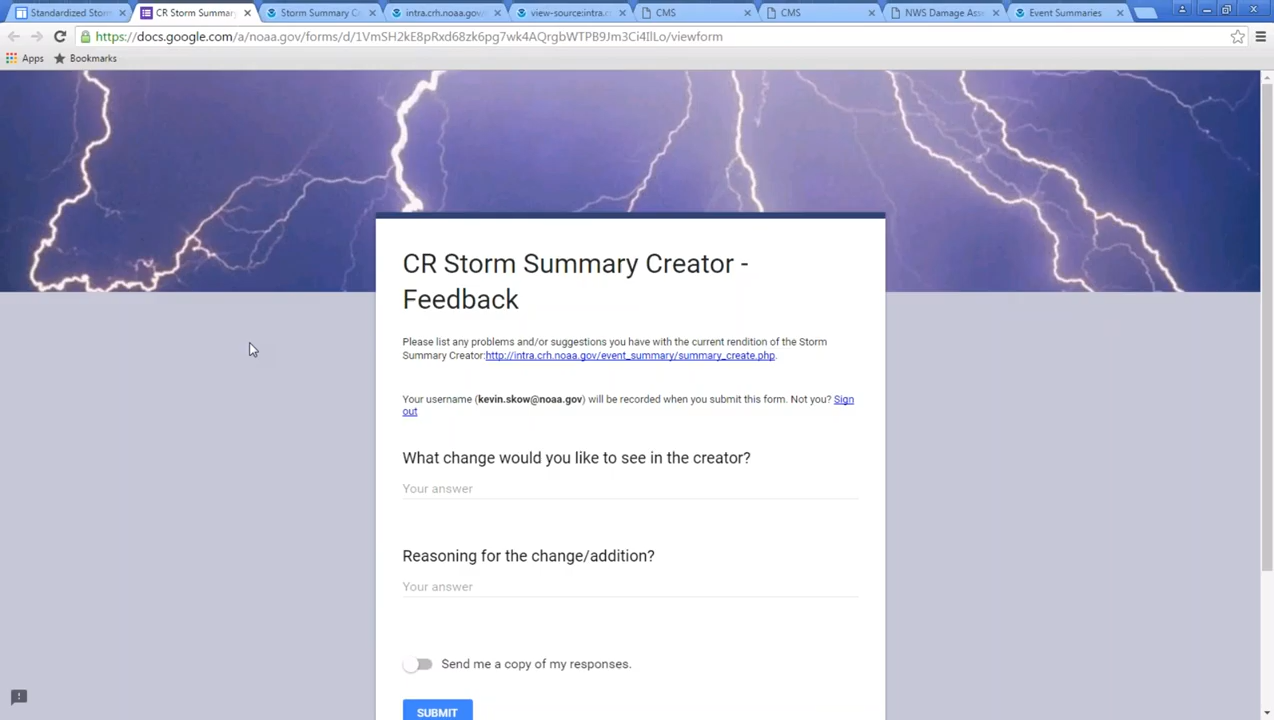 Standardized Storm
CR Storm Summary
Storm Summary C
intra.crh.noaa.gov/
view-source:intra.c
CMS
CMS
NWS Damage Ass
Event Summaries
https://docs.google.com/a/noaa.gov/forms/d/1VmSH2kE8pRxd68zk6pg7wk4AQrgbWTPB9Jm3Ci4IlLo/viewform
Apps
Bookmarks
CR Storm Summary Creator -
Feedback
Please list any problems and/or suggestions you have with the current rendition of the Storm
Summary Creator:http://intra.crh.noaa.gov/event_summary/summary_create.php.
Your username (kevin.skow@noaa.gov) will be recorded when you submit this form. Not you? Sign
out
What change would you like to see in the creator?
Your answer
Reasoning for the change/addition?
Your answer
Send me a copy of my responses.
SUBMIT